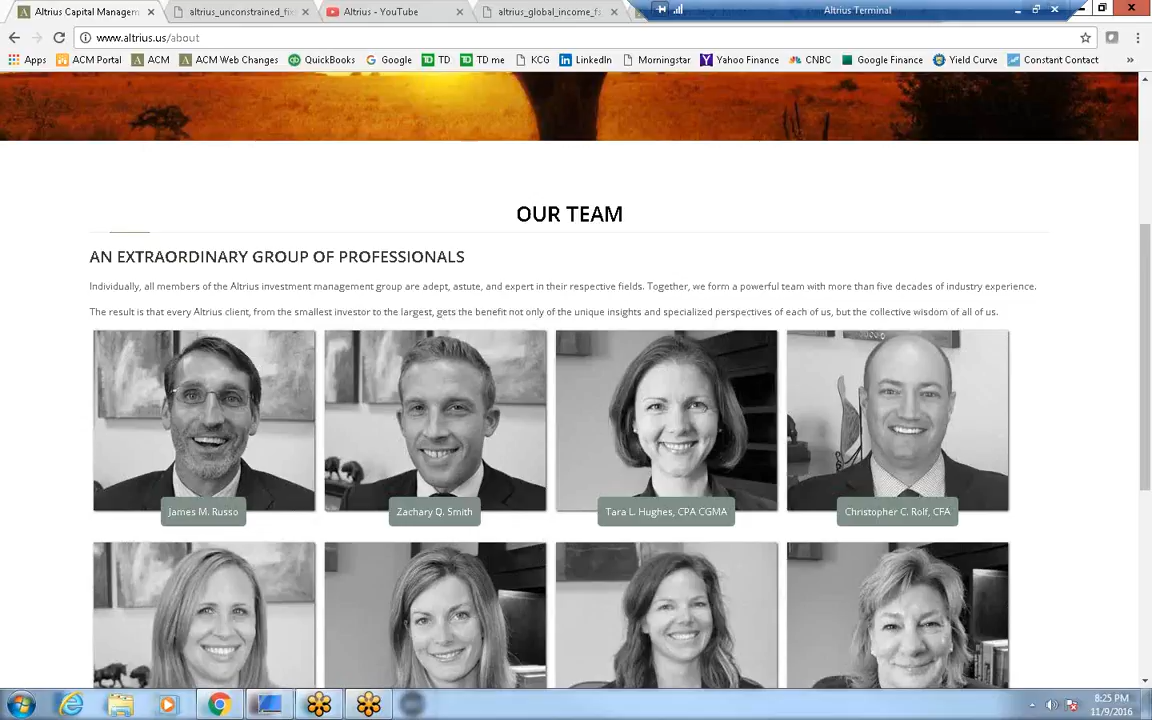 Altrius Capital Managem
altrius_unconstrained_fix
Altrius - YouTube
altrius_global_income_fs
Altrius Terminal
www.altrius.us/about
Apps
ACM Portal
ACM
ACM Web Changes
QuickBooks
Google
TD
TD me
KCG
LinkedIn
Morningstar
Yahoo Finance
CNBC
Google Finance
Yield Curve
Constant Contact
OUR TEAM
AN EXTRAORDINARY GROUP OF PROFESSIONALS
Individually, all members of the Altrius investment management group are adept, astute, and expert in their respective fields. Together, we form a powerful team with more than five decades of industry experience.
The result is that every Altrius client, from the smallest investor to the largest, gets the benefit not only of the unique insights and specialized perspectives of each of us, but the collective wisdom of all of us.
James M. Russo
Zachary Q. Smith
Tara L. Hughes, CPA CGMA
Christopher C. Rolf, CFA
8:25 PM
11/9/2016